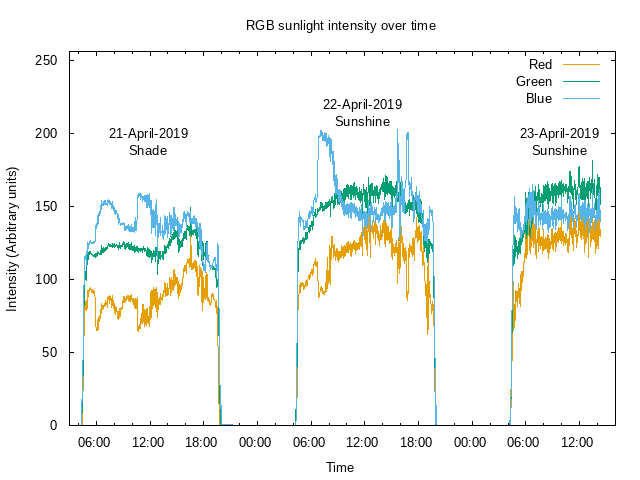 RGB sunlight intensity over time
250
200
150
100
50
0
Intensity (Arbitrary units)
Red
Green
Blue
21-April-2019
Shade
22-April-2019
Sunshine
23-April-2019
Sunshine
06:00 12:00 18:00 00:00 06:00 12:00 18:00 00:00 06:00 12:00
Time